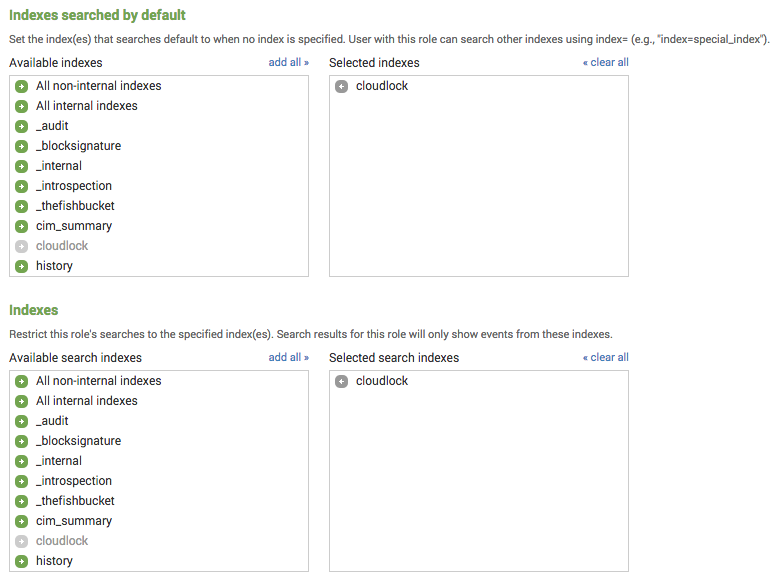 Indexes searched by default
Set the index(es) that searches default to when no index is specified. User with this role can search other indexes using index= (e.g., "index=special_index").
Available indexes add all » Selected indexes « clear all
All non-internal indexes cloudlock
All internal indexes
_audit
_blocksignature
_internal
_introspection
_thefishbucket
cim_summary
cloudlock
history
Indexes
Restrict this role's searches to the specified index(es). Search results for this role will only show events from these indexes.
Available search indexes add all » Selected search indexes « clear all
All non-internal indexes cloudlock
All internal indexes
_audit
_blocksignature
_internal
_introspection
_thefishbucket
cim_summary
cloudlock
history